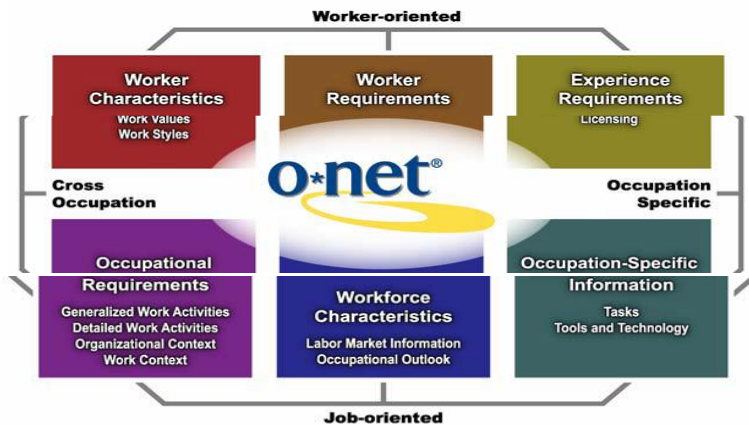 Worker-oriented
Worker
Characteristics
Work Values
Work Styles
Worker
Requirements
Experience
Requirements
Licensing
Cross
Occupation
o*net®
Occupation
Specific
Occupational
Requirements
Generalized Work Activities
Detailed Work Activities
Organizational Context
Work Context
Workforce
Characteristics
Labor Market Information
Occupational Outlook
Occupation-Specific
Information
Tasks
Tools and Technology
Job-oriented